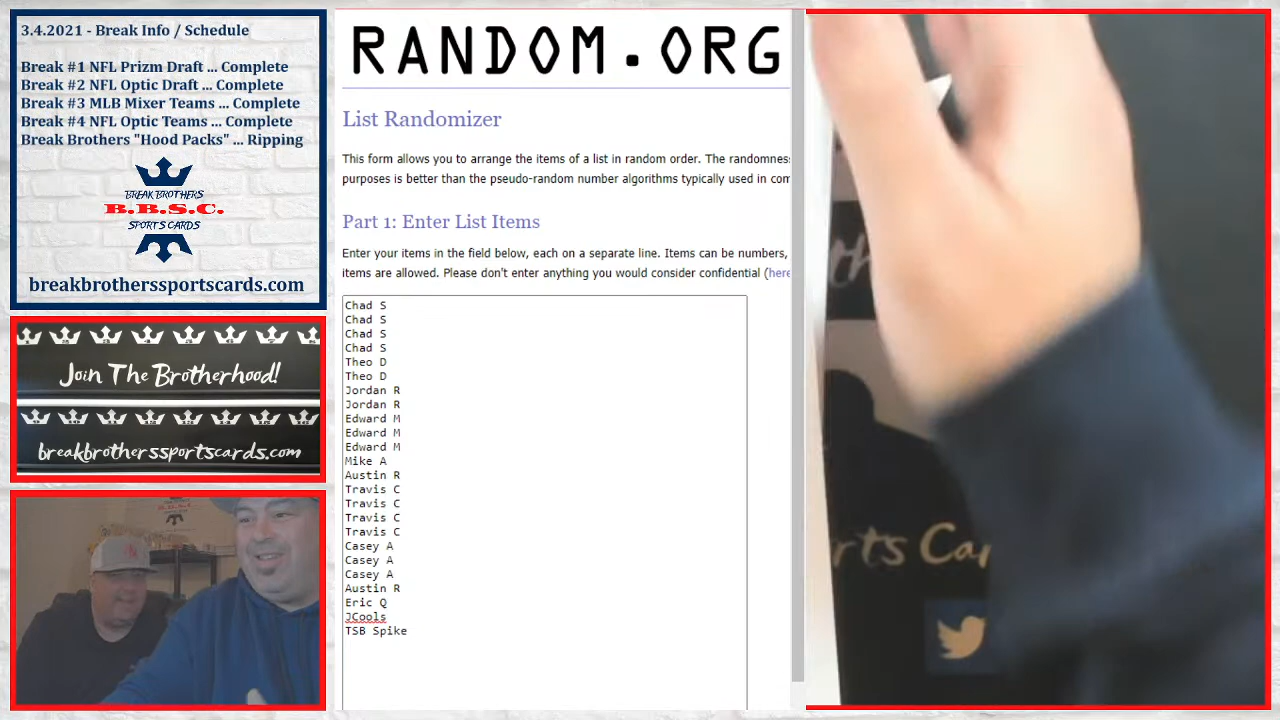 3.4.2021 - Break Info / Schedule
Break #1 NFL Prizm Draft ... Complete
Break #2 NFL Optic Draft ... Complete
Break #3 MLB Mixer Teams ... Complete
Break #4 NFL Optic Teams ... Complete
Break Brothers "Hood Packs" ... Ripping
BREAK BROTHERS
B.B.S.C.
SPORTS CARDS
breakbrotherssportscards.com
Join The Brotherhood!
breakbrotherssportscards.com
RANDOM.ORG
List Randomizer
This form allows you to arrange the items of a list in random order. The randomness
purposes is better than the pseudo-random number algorithms typically used in com
Part 1: Enter List Items
Enter your items in the field below, each on a separate line. Items can be numbers,
items are allowed. Please don't enter anything you would consider confidential (here
Chad S
Chad S
Chad S
Chad S
Theo D
Theo D
Jordan R
Jordan R
Edward M
Edward M
Edward M
Mike A
Austin R
Travis C
Travis C
Travis C
Travis C
Casey A
Casey A
Casey A
Austin R
Eric Q
JCools
TSB Spike
rts Car